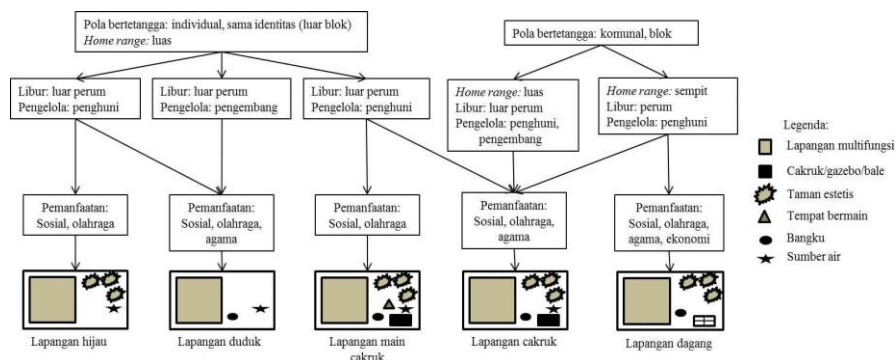 Pola bertetangga: individual, sama identitas (luar blok)
Home range: luas
Pola bertetangga: komunal, blok
Libur: luar perum
Pengelola: penghuni
Libur: luar perum
Pengelola: pengembang
Libur: luar perum
Pengelola: penghuni
Home range: luas
Libur: luar perum
Pengelola: penghuni,
pengembang
Home range: sempit
Libur: perum
Pengelola: penghuni
Pemanfaatan:
Sosial, olahraga
Pemanfaatan:
Sosial, olahraga,
agama
Pemanfaatan:
Sosial, olahraga
Pemanfaatan:
Sosial, olahraga,
agama
Pemanfaatan:
Sosial, olahraga,
agama, ekonomi
Lapangan hijau
Lapangan duduk
Lapangan main
cakruk
Lapangan cakruk
Lapangan dagang
Legenda:
Lapangan multifungsi
Cakruk/gazebo/bale
Taman estetis
Tempat bermain
Bangku
Sumber air